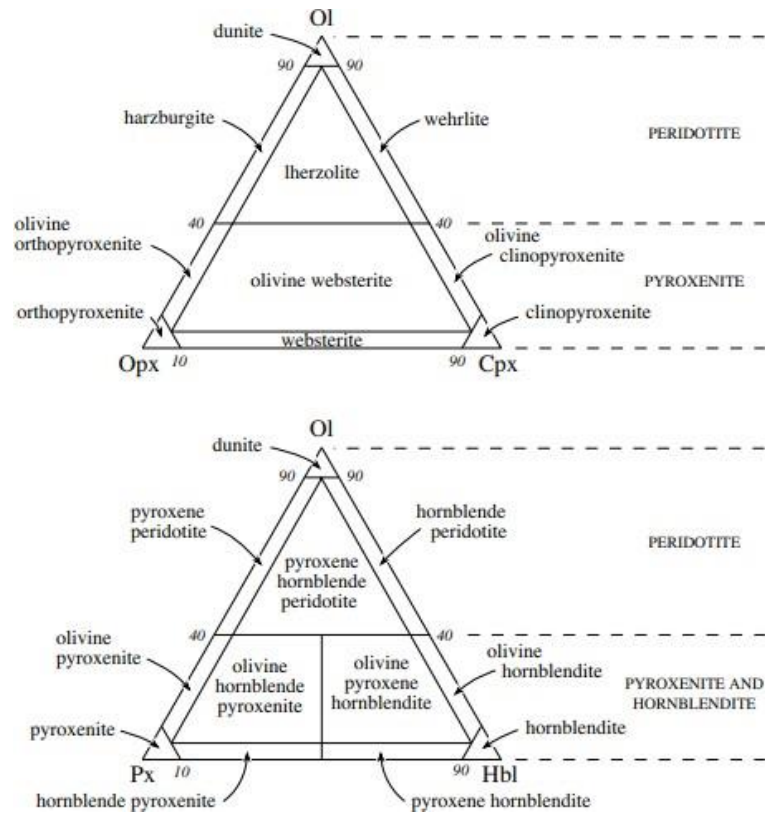 Ol
dunite
90 90
harzburgite
wehrlite
PERIDOTITE
lherzolite
40 40
olivine
orthopyroxenite
olivine
clinopyroxenite
olivine websterite
PYROXENITE
orthopyroxenite
clinopyroxenite
websterite
Opx 10 90 Cpx
Ol
dunite
90 90
pyroxene
peridotite
hornblende
peridotite
PERIDOTITE
pyroxene
hornblende
peridotite
40 40
olivine
pyroxenite
olivine
hornblende
pyroxenite
olivine
pyroxene
hornblendite
olivine
hornblendite
PYROXENITE AND
HORNBLENDITE
pyroxenite
hornblendite
Px 10 90 Hbl
hornblende pyroxenite
pyroxene hornblendite